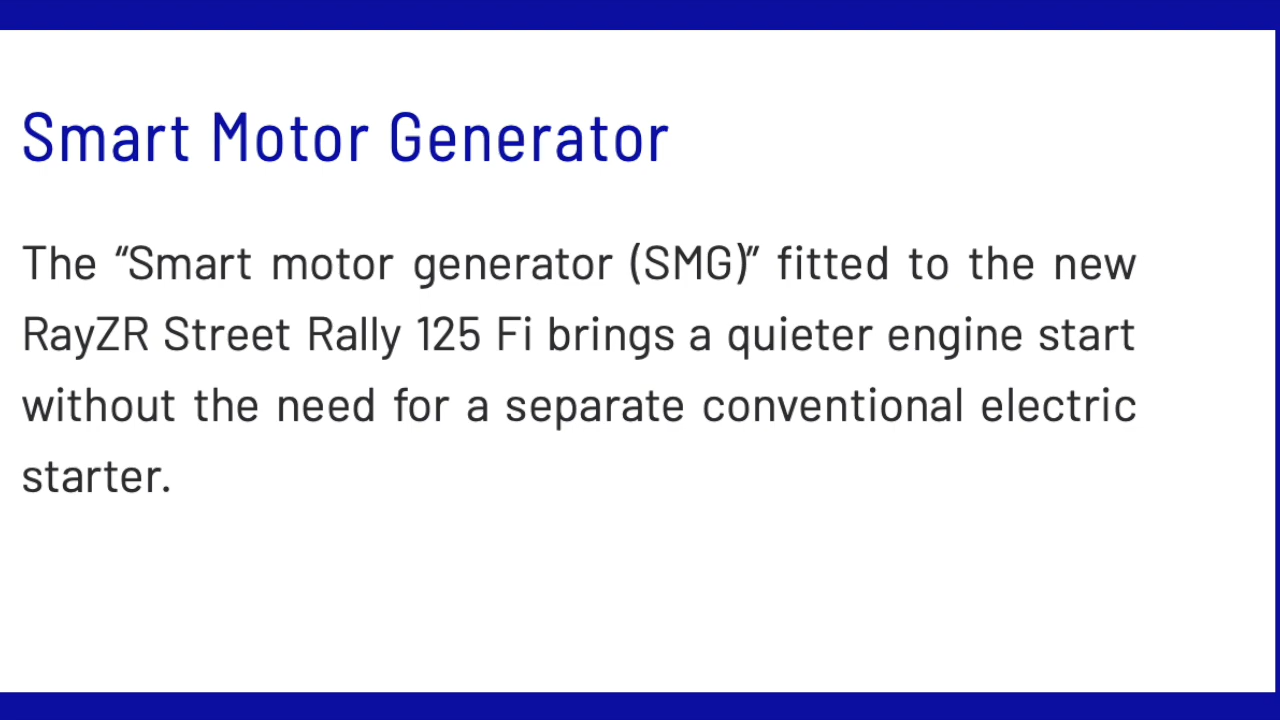 Smart Motor Generator
The “Smart motor generator (SMG)” fitted to the new
RayZR Street Rally 125 Fi brings a quieter engine start
without the need for a separate conventional electric
starter.